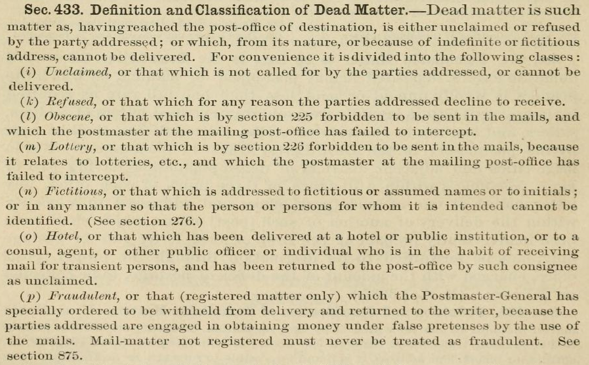 Sec. 433. Definition and Classification of Dead Matter.—Dead matter is such
matter as, having reached the post-office of destination, is either unclaimed or refused
by the party addressed; or which, from its nature, or because of indefinite or fictitious
address, cannot be delivered. For convenience it is divided into the following classes:
(i) Unclaimed, or that which is not called for by the parties addressed, or cannot be
delivered.
(k) Refused, or that which for any reason the parties addressed decline to receive.
(l) Obscene, or that which is by section 225 forbidden to be sent in the mails, and
which the postmaster at the mailing post-office has failed to intercept.
(m) Lottery, or that which is by section 226 forbidden to be sent in the mails, because
it relates to lotteries, etc., and which the postmaster at the mailing post-office has
failed to intercept.
(n) Fictitious, or that which is addressed to fictitious or assumed names or to initials;
or in any manner so that the person or persons for whom it is intended cannot be
identified. (See section 276.)
(o) Hotel, or that which has been delivered at a hotel or public institution, or to a
consul, agent, or other public officer or individual who is in the habit of receiving
mail for transient persons, and has been returned to the post-office by such consignee
as unclaimed.
(p) Fraudulent, or that (registered matter only) which the Postmaster-General has
specially ordered to be withheld from delivery and returned to the writer, because the
parties addressed are engaged in obtaining money under false pretenses by the use of
the mails. Mail-matter not registered must never be treated as fraudulent. See
section 875.